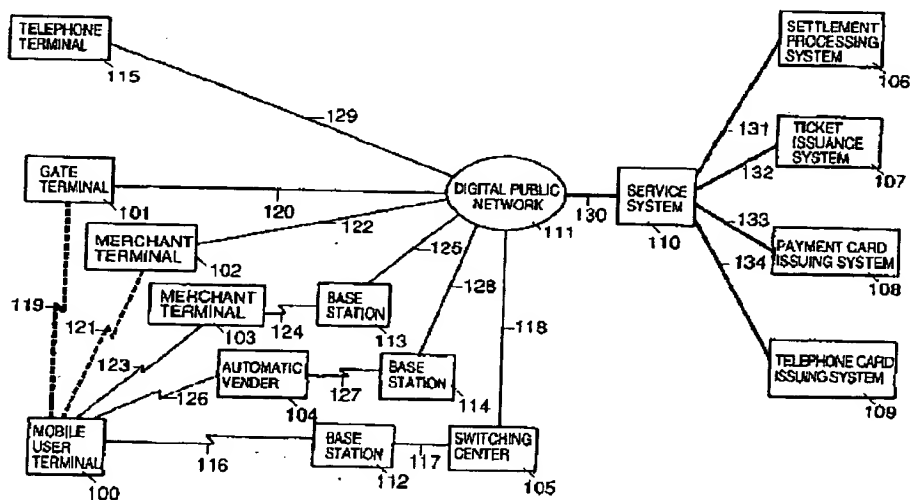 TELEPHONE
TERMINAL
115
SETTLEMENT
PROCESSING
SYSTEM
106
129
131
TICKET
ISSUANCE
SYSTEM
107
132
GATE
TERMINAL
101
120
DIGITAL PUBLIC
NETWORK
111
130
SERVICE
SYSTEM
110
133
134
PAYMENT CARD
ISSUING SYSTEM
108
122
MERCHANT
TERMINAL
102
125
128
118
119
121
MERCHANT
TERMINAL
103
124
BASE
STATION
113
123
126
AUTOMATIC
VENDER
104
127
BASE
STATION
114
TELEPHONE CARD
ISSUING SYSTEM
109
MOBILE
USER
TERMINAL
100
116
BASE
STATION
112
117
SWITCHING
CENTER
105